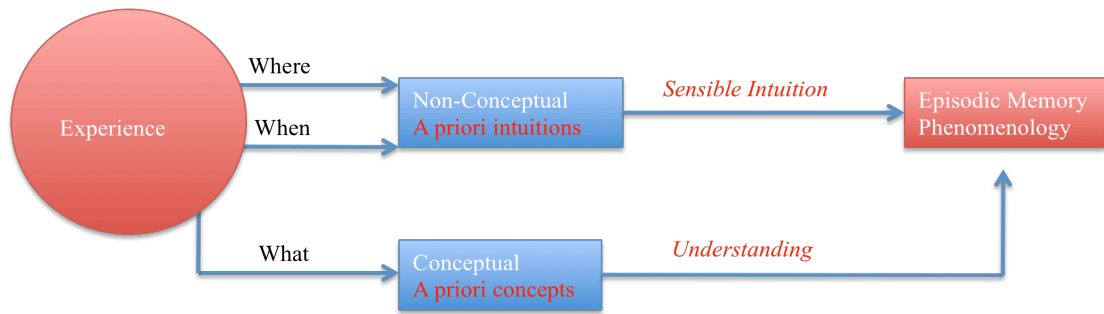 Experience
Where
When
What
Non-Conceptual
A priori intuitions
Sensible Intuition
Episodic Memory
Phenomenology
Conceptual
A priori concepts
Understanding